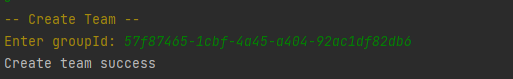 -- Create Team --
Enter groupId: 57f87465-1cbf-4a45-a404-92ac1df82db6
Create team success